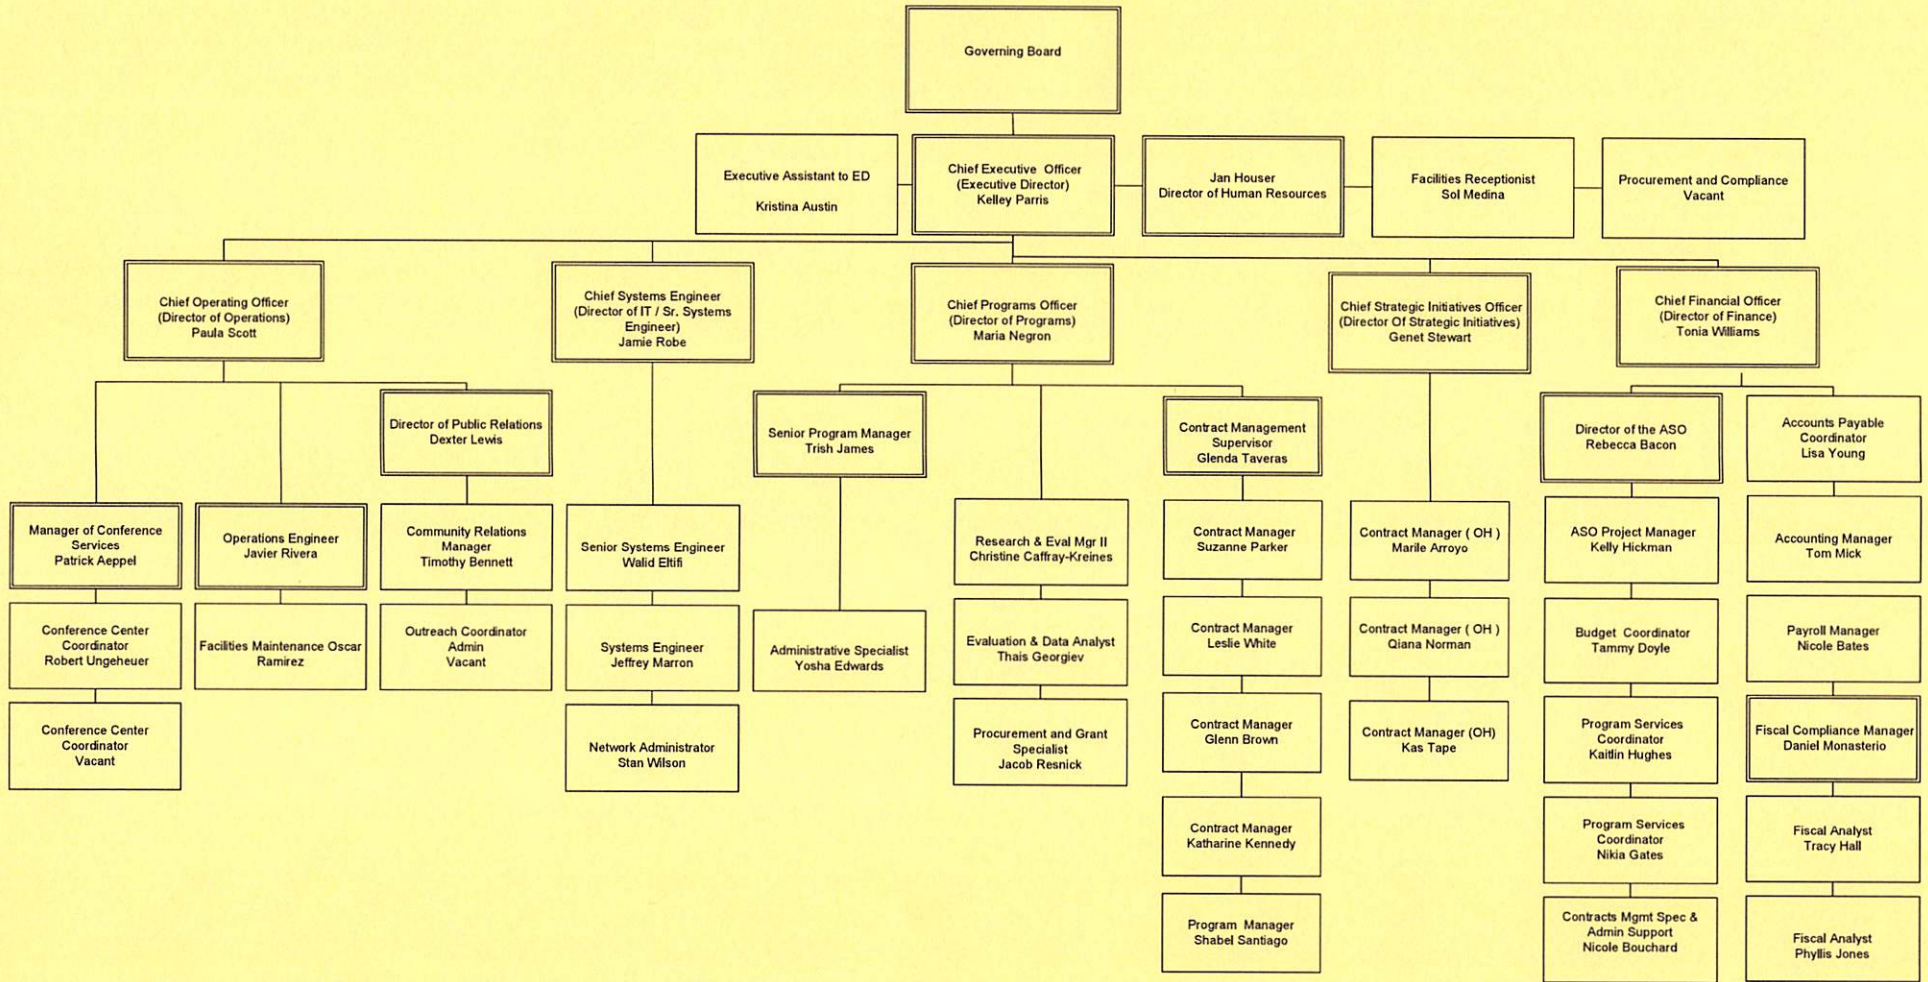 Governing Board
Executive Assistant to ED
Kristina Austin
Chief Executive Officer
(Executive Director)
Kelley Parris
Jan Houser
Director of Human Resources
Facilities Receptionist
Sol Medina
Procurement and Compliance
Vacant
Chief Operating Officer
(Director of Operations)
Paula Scott
Chief Systems Engineer
(Director of IT / Sr. Systems
Engineer)
Jamie Robe
Chief Programs Officer
(Director of Programs)
Maria Negron
Chief Strategic Initiatives Officer
(Director Of Strategic Initiatives)
Genet Stewart
Chief Financial Officer
(Director of Finance)
Tonia Williams
Director of Public Relations
Dexter Lewis
Senior Program Manager
Trish James
Contract Management
Supervisor
Glenda Taveras
Director of the ASO
Rebecca Bacon
Accounts Payable
Coordinator
Lisa Young
Manager of Conference
Services
Patrick Aeppel
Operations Engineer
Javier Rivera
Community Relations
Manager
Timothy Bennett
Senior Systems Engineer
Walid Eltifi
Research & Eval Mgr II
Christine Caffray-Kreines
Contract Manager
Suzanne Parker
Contract Manager ( OH )
Marile Arroyo
ASO Project Manager
Kelly Hickman
Accounting Manager
Tom Mick
Conference Center
Coordinator
Robert Ungeheuer
Facilities Maintenance Oscar
Ramirez
Outreach Coordinator
Admin
Vacant
Systems Engineer
Jeffrey Marron
Administrative Specialist
Yosha Edwards
Evaluation & Data Analyst
Thais Georgiev
Contract Manager
Leslie White
Contract Manager ( OH )
Qiana Norman
Budget Coordinator
Tammy Doyle
Payroll Manager
Nicole Bates
Conference Center
Coordinator
Vacant
Network Administrator
Stan Wilson
Procurement and Grant
Specialist
Jacob Resnick
Contract Manager
Glenn Brown
Contract Manager (OH)
Kas Tape
Program Services
Coordinator
Kaitlin Hughes
Fiscal Compliance Manager
Daniel Monasterio
Contract Manager
Katharine Kennedy
Program Services
Coordinator
Nikia Gates
Fiscal Analyst
Tracy Hall
Program Manager
Shabel Santiago
Contracts Mgmt Spec &
Admin Support
Nicole Bouchard
Fiscal Analyst
Phyllis Jones